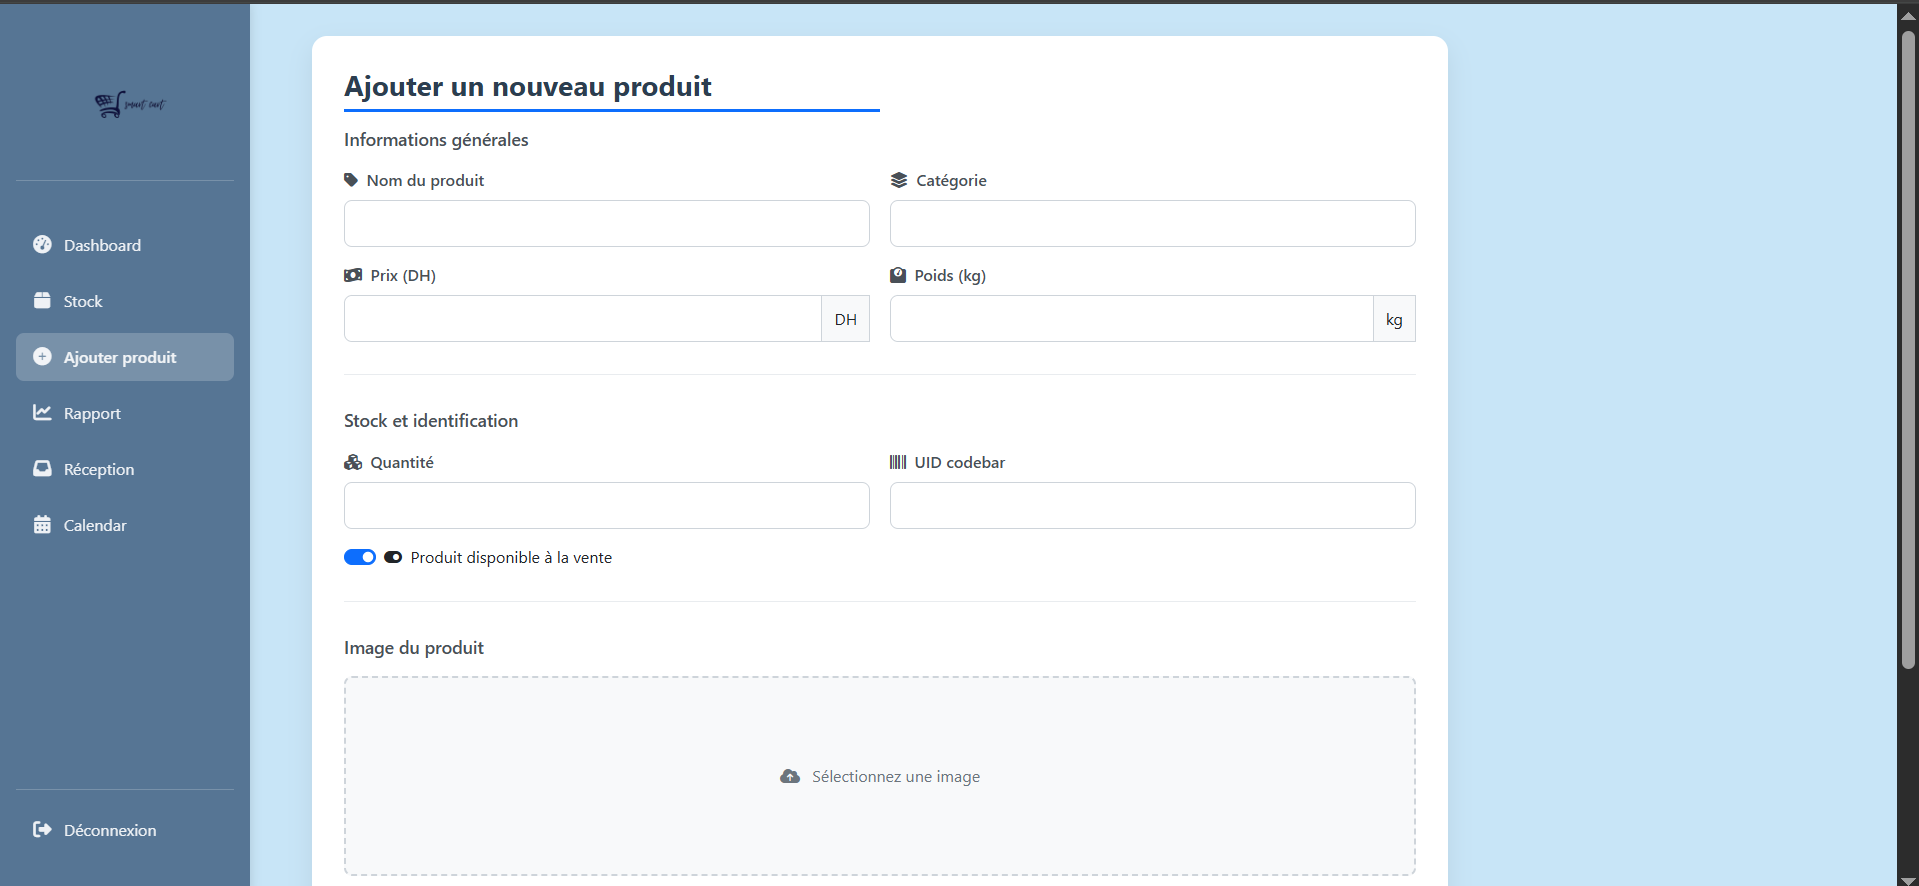 smart cart
Dashboard
Stock
Ajouter produit
Rapport
Réception
Calendar
Déconnexion
Ajouter un nouveau produit
Informations générales
Nom du produit
Catégorie
Prix (DH)
Poids (kg)
DH
kg
Stock et identification
Quantité
UID codebar
Produit disponible à la vente
Image du produit
Sélectionnez une image